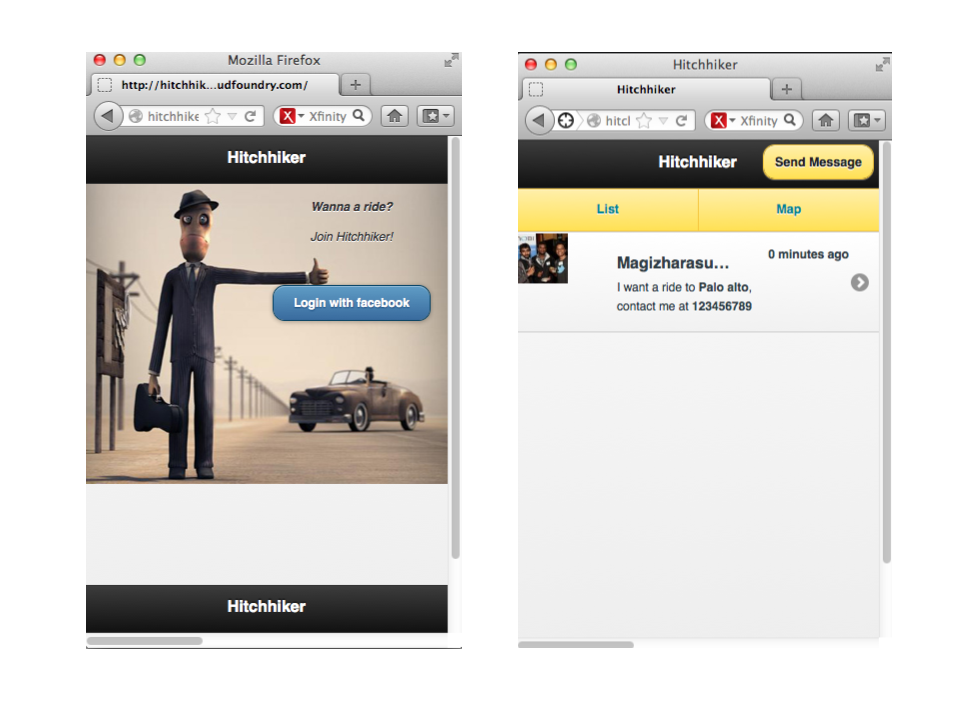 Mozilla Firefox
http://hitchhik...udfoundry.com/
hitchhike
Xfinity
Hitchhiker
Wanna a ride?
Join Hitchhiker!
Login with facebook
Hitchhiker
Hitchhiker
Hitchhiker
hitcl
Xfinity
Hitchhiker
Send Message
List
Map
Magizharasu...
0 minutes ago
I want a ride to Palo alto,
contact me at 123456789